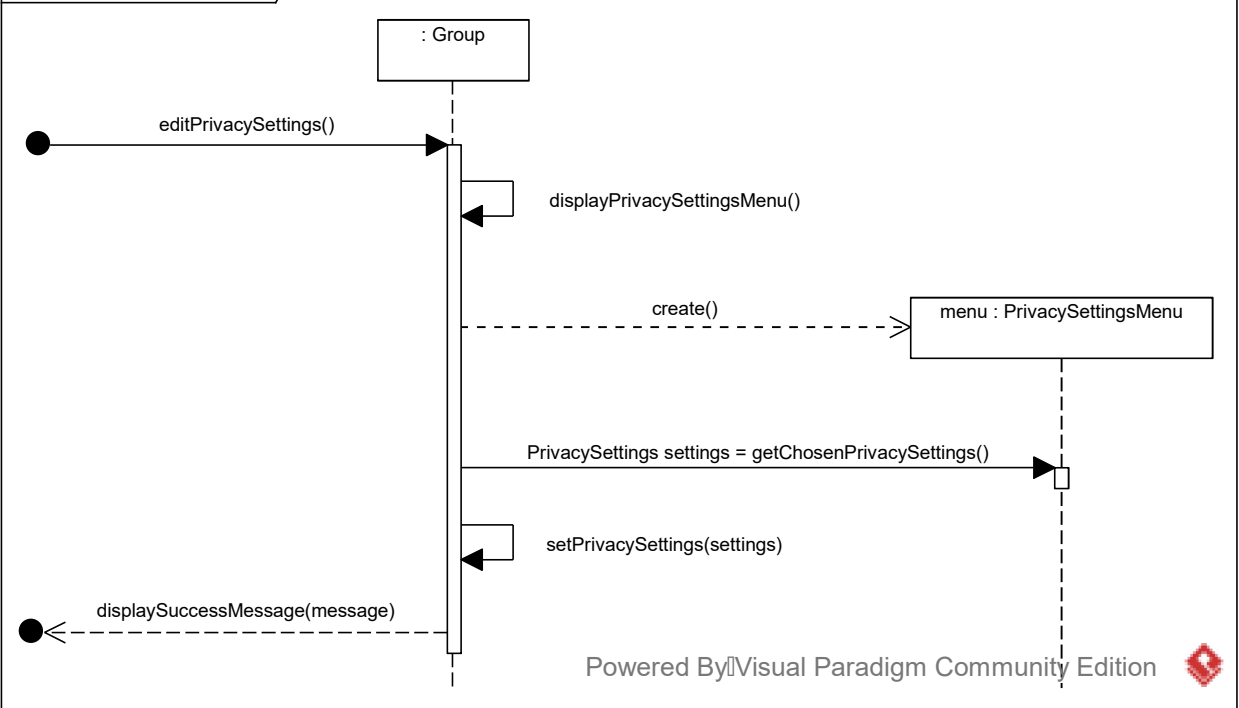 : Group
editPrivacySettings()
displayPrivacySettingsMenu()
create()
menu : PrivacySettingsMenu
PrivacySettings settings = getChosenPrivacySettings()
setPrivacySettings(settings)
displaySuccessMessage(message)
Powered By Visual Paradigm Community Edition